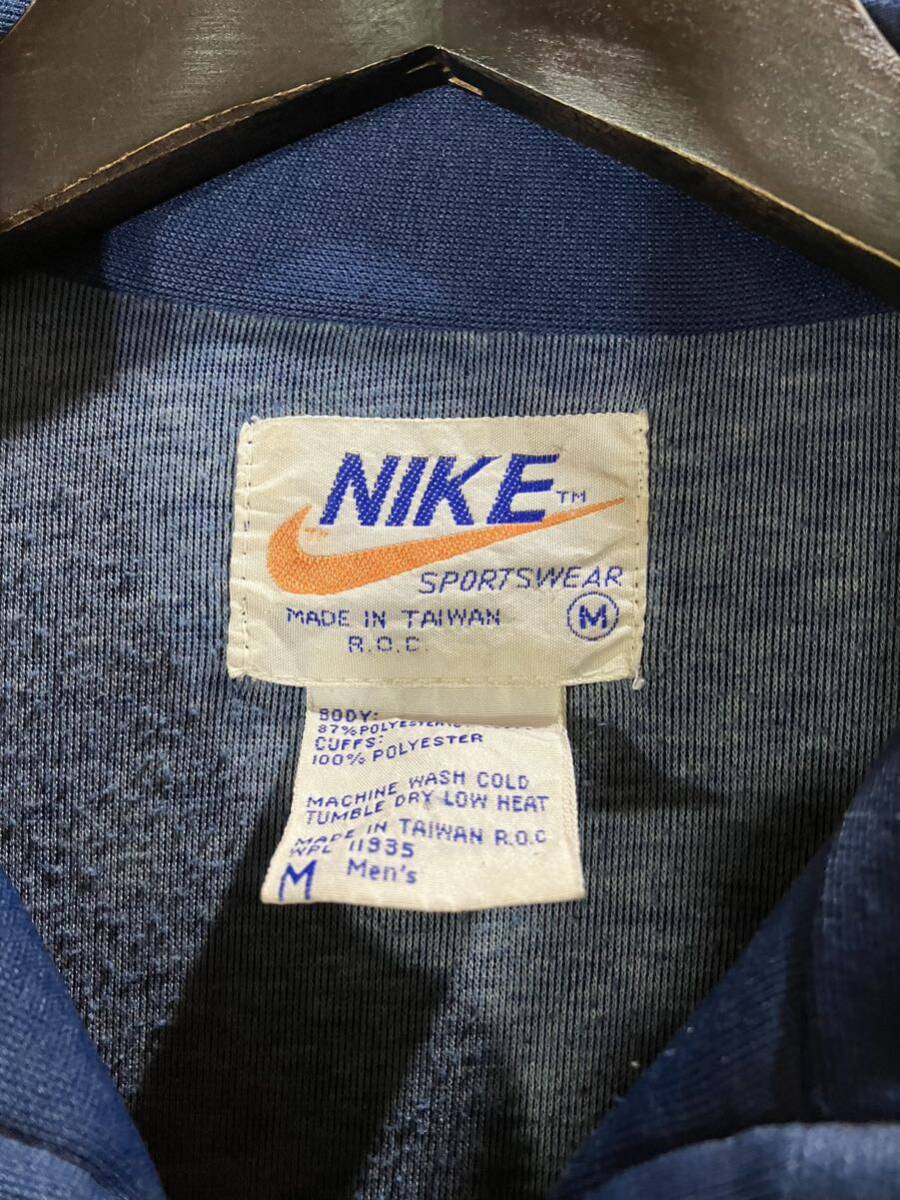 NIKE™
™
SPORTSWEAR
MADE IN TAIWAN M
R.O.C.
BODY:
87% POLYESTER
CUFFS:
100% POLYESTER
MACHINE WASH COLD
TUMBLE DRY LOW HEAT
MADE IN TAIWAN R.O.C
WPL 11935
M Men's